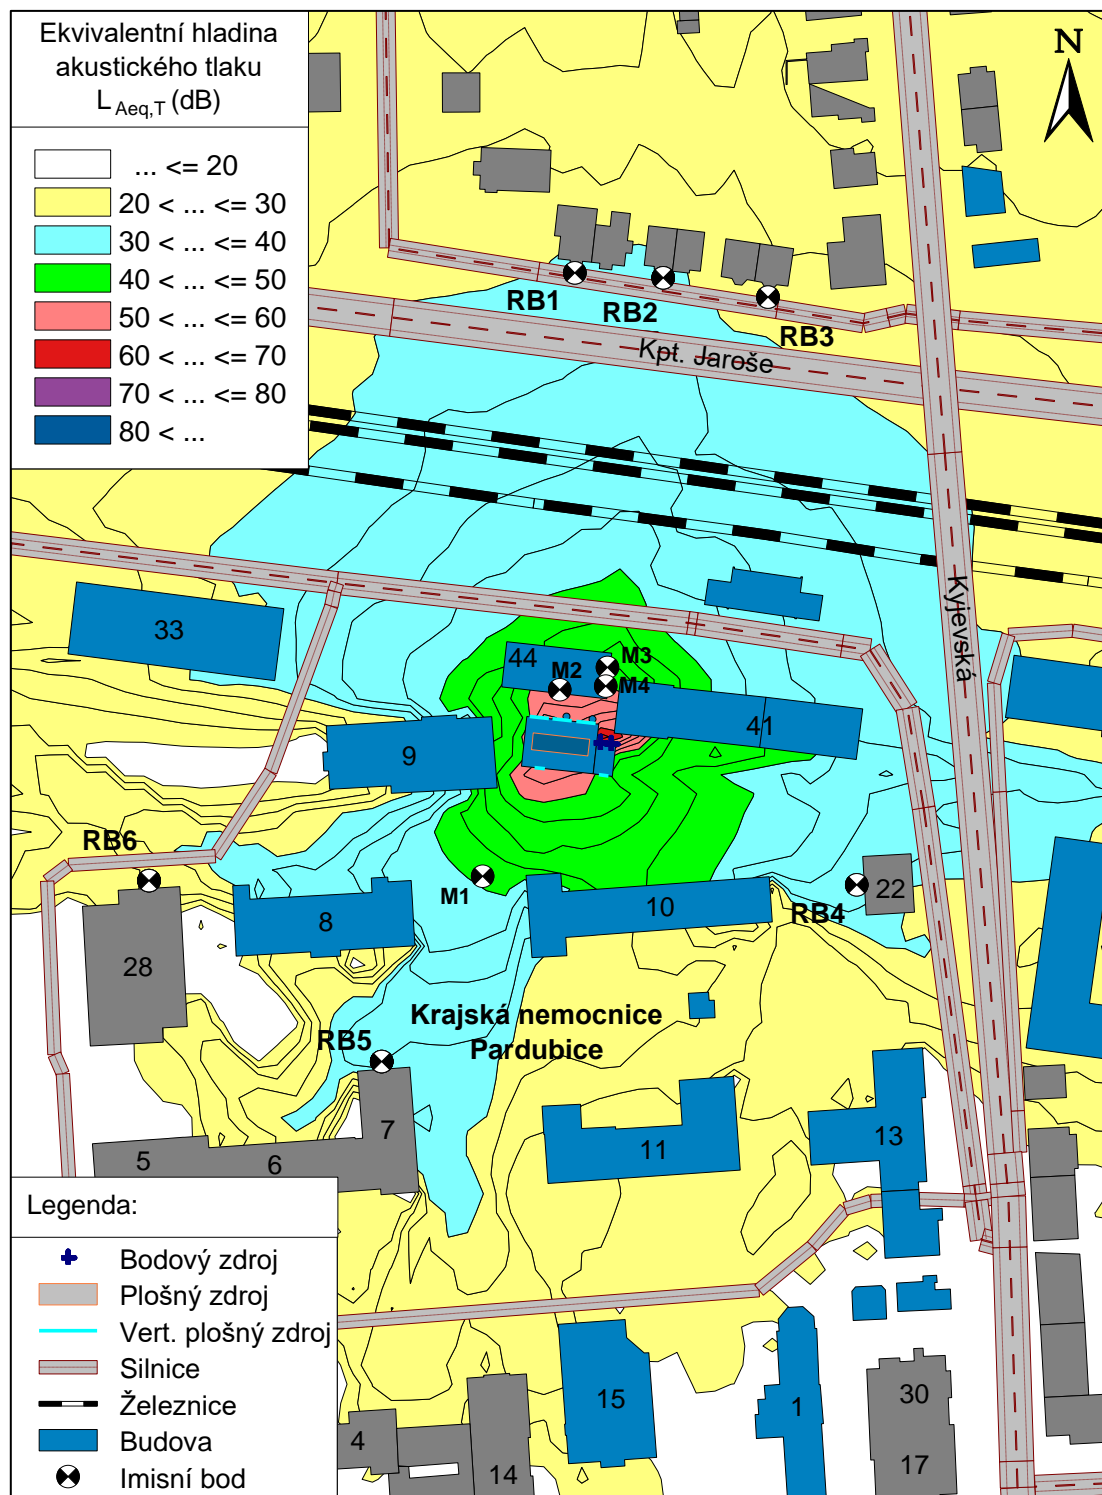 Ekvivalentní hladina
akustického tlaku
L Aeq,T (dB)
... <= 20
20 < ... <= 30
30 < ... <= 40
40 < ... <= 50
50 < ... <= 60
60 < ... <= 70
70 < ... <= 80
80 < ...
N
RB1
RB2
RB3
Kpt. Jaroše
Kyjevská
33
44
M2
M3
M4
41
9
RB6
M1
8
10
RB4
22
28
Krajská nemocnice
Pardubice
RB5
7
5
6
11
13
Legenda:
Bodový zdroj
Plošný zdroj
Vert. plošný zdroj
Silnice
Železnice
Budova
Imisní bod
15
1
30
17
4
14